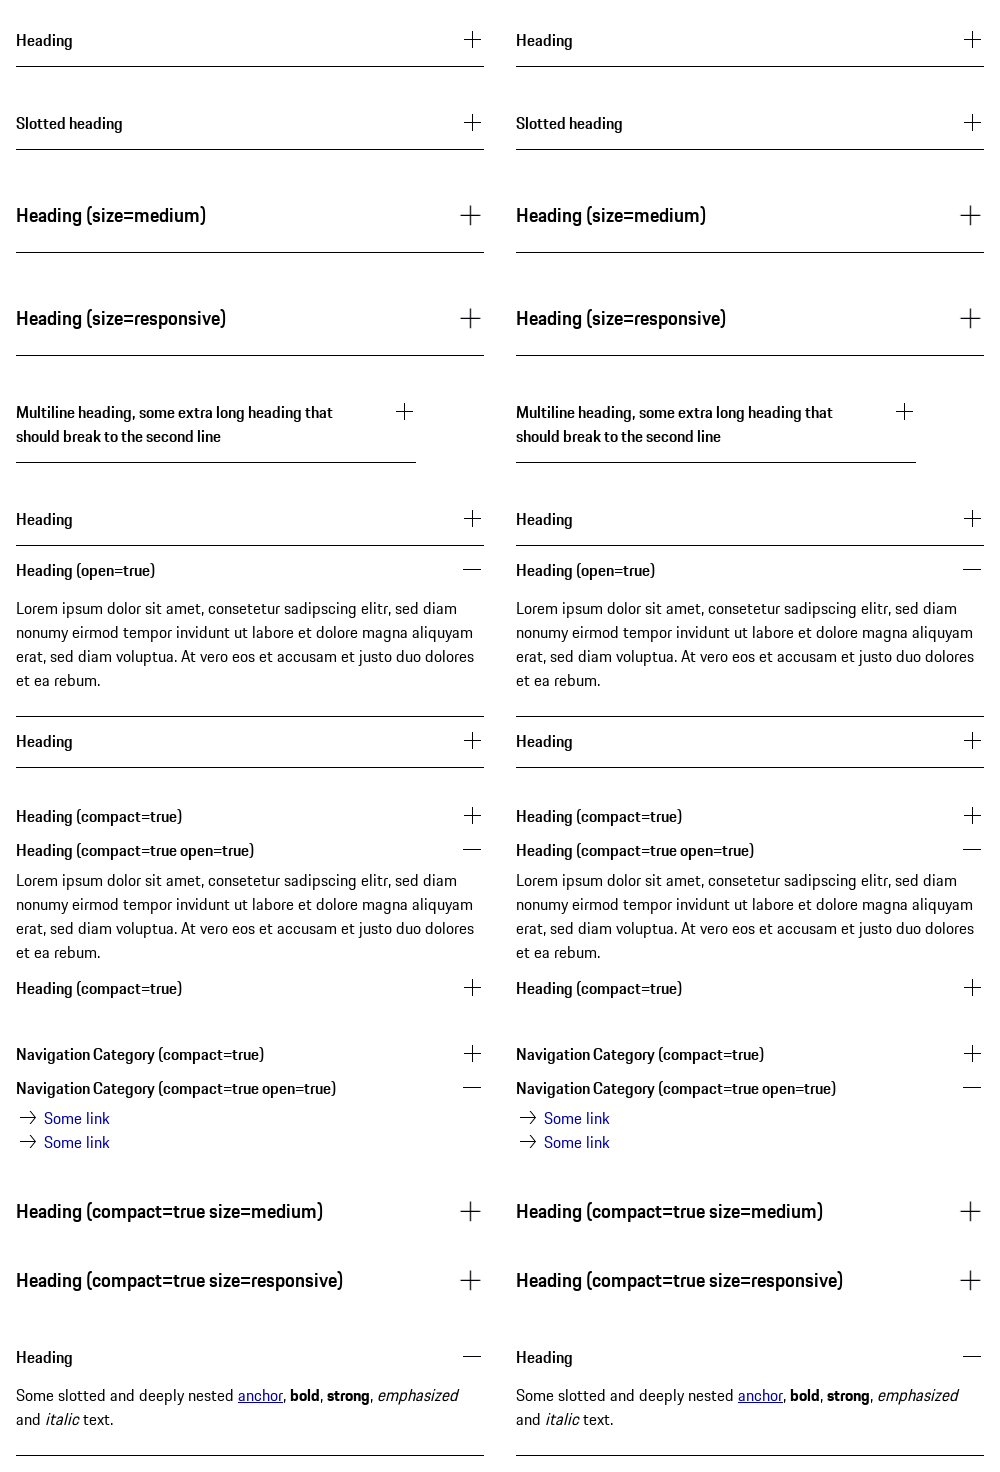 Heading
Slotted heading
Heading (size=medium)
Heading (size=responsive)
Multiline heading, some extra long heading that
should break to the second line
Heading
Heading (open=true)
Lorem ipsum dolor sit amet, consetetur sadipscing elitr, sed diam
nonumy eirmod tempor invidunt ut labore et dolore magna aliquyam
erat, sed diam voluptua. At vero eos et accusam et justo duo dolores
et ea rebum.
Heading
Heading (compact=true)
Heading (compact=true open=true)
Lorem ipsum dolor sit amet, consetetur sadipscing elitr, sed diam
nonumy eirmod tempor invidunt ut labore et dolore magna aliquyam
erat, sed diam voluptua. At vero eos et accusam et justo duo dolores
et ea rebum.
Heading (compact=true)
Navigation Category (compact=true)
Navigation Category (compact=true open=true)
Some link
Some link
Heading (compact=true size=medium)
Heading (compact=true size=responsive)
Heading
Some slotted and deeply nested anchor, bold, strong, emphasized
and italic text.
Heading
Slotted heading
Heading (size=medium)
Heading (size=responsive)
Multiline heading, some extra long heading that
should break to the second line
Heading
Heading (open=true)
Lorem ipsum dolor sit amet, consetetur sadipscing elitr, sed diam
nonumy eirmod tempor invidunt ut labore et dolore magna aliquyam
erat, sed diam voluptua. At vero eos et accusam et justo duo dolores
et ea rebum.
Heading
Heading (compact=true)
Heading (compact=true open=true)
Lorem ipsum dolor sit amet, consetetur sadipscing elitr, sed diam
nonumy eirmod tempor invidunt ut labore et dolore magna aliquyam
erat, sed diam voluptua. At vero eos et accusam et justo duo dolores
et ea rebum.
Heading (compact=true)
Navigation Category (compact=true)
Navigation Category (compact=true open=true)
Some link
Some link
Heading (compact=true size=medium)
Heading (compact=true size=responsive)
Heading
Some slotted and deeply nested anchor, bold, strong, emphasized
and italic text.